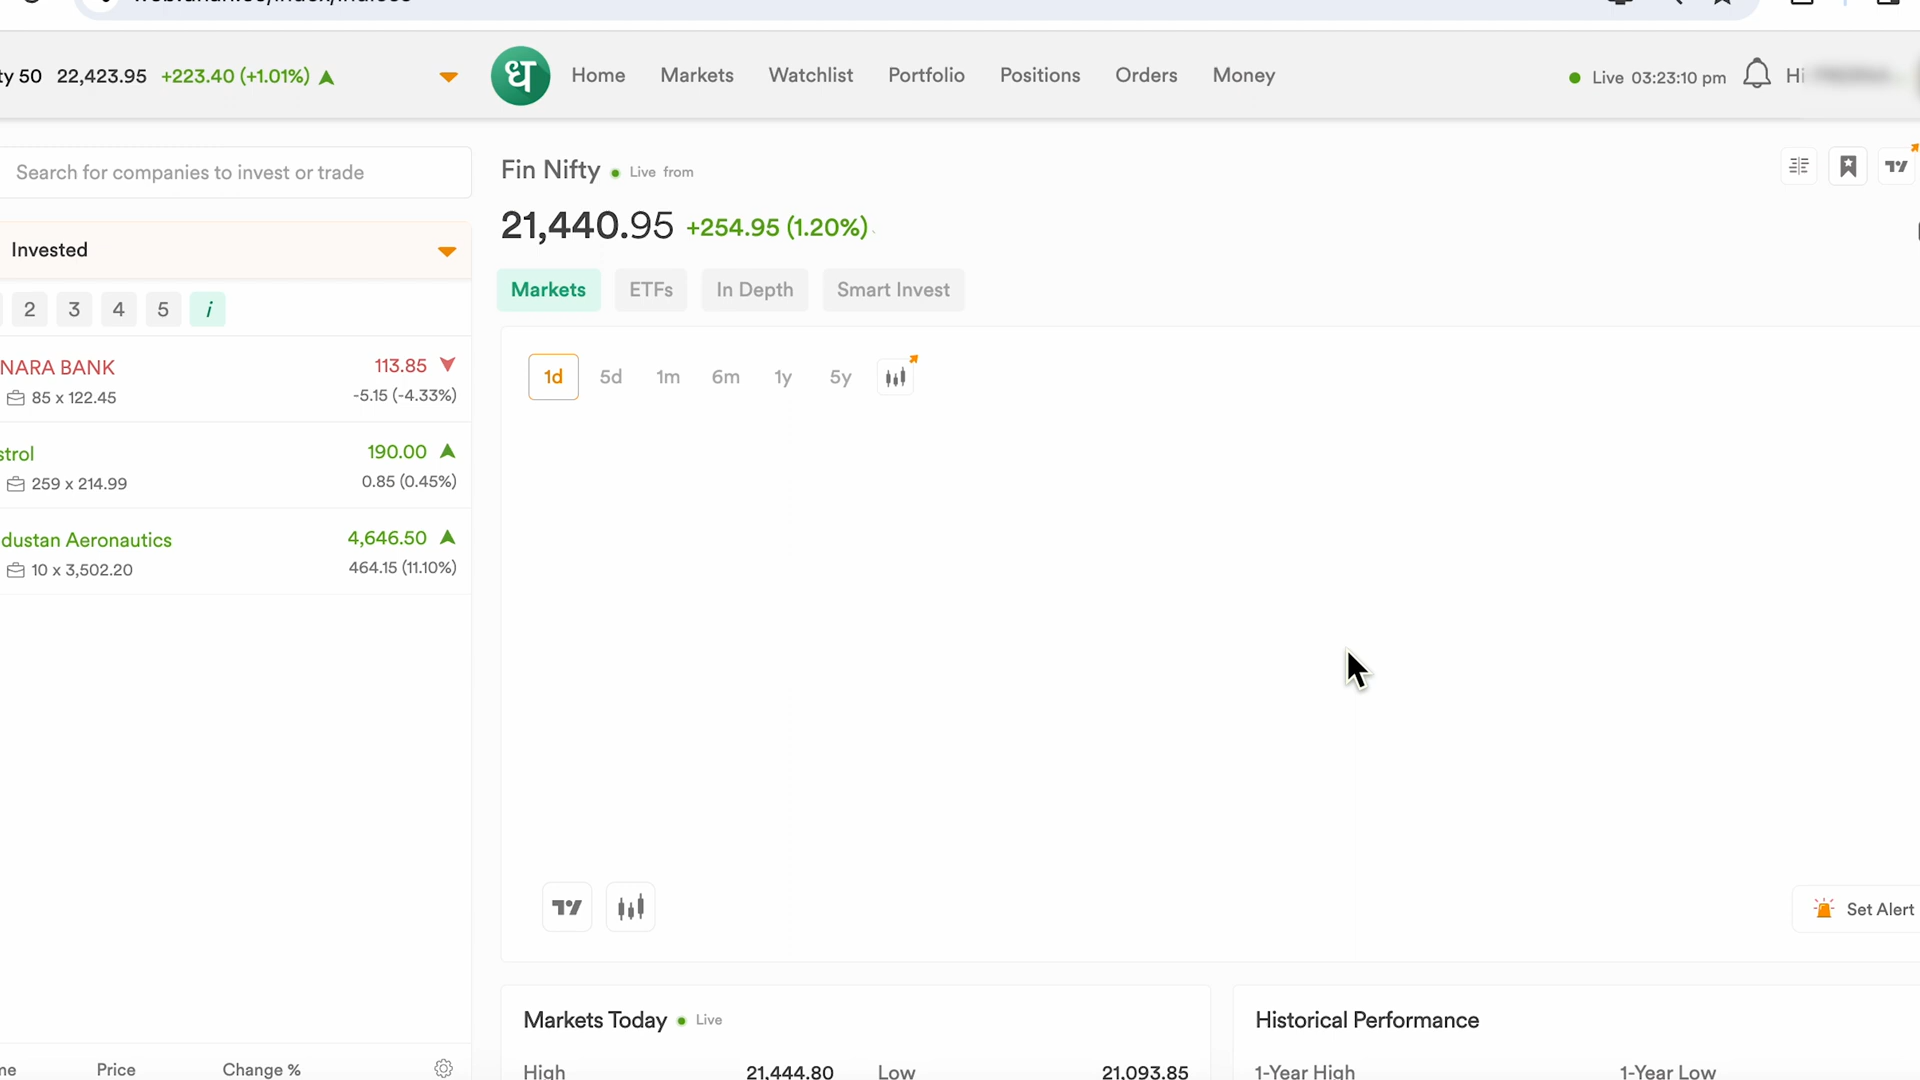 ty 50 22,423.95 +223.40 (+1.01%)
ध Home Markets Watchlist Portfolio Positions Orders Money
Live 03:23:10 pm Hi
Search for companies to invest or trade
Invested
2 3 4 5 i
NARA BANK 113.85
85 x 122.45 -5.15 (-4.33%)
strol 190.00
259 x 214.99 0.85 (0.45%)
dustan Aeronautics 4,646.50
10 x 3,502.20 464.15 (11.10%)
me Price Change %
Fin Nifty Live from
21,440.95 +254.95 (1.20%)
Markets ETFs In Depth Smart Invest
1d 5d 1m 6m 1y 5y
Set Alert
Markets Today Live
High 21,444.80 Low 21,093.85
Historical Performance
1-Year High 1-Year Low